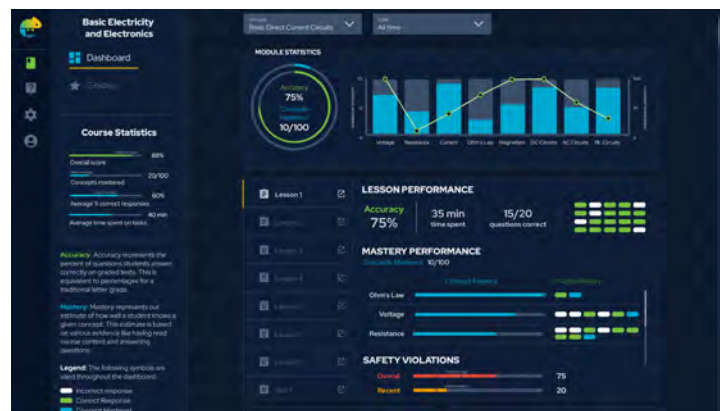 Basic Electricity
and Electronics
Dashboard
Course Statistics
88%
Overall score
20/100
Concepts mastered
60%
Average % correct responses
40 min
Average time spent on tasks
Accuracy: Accuracy represents the
percent of questions students answer
correctly on graded tests. This is
equivalent to percentages for a
traditional letter grade.
Mastery: Mastery represents our
estimate of how well a student knows a
given concept. This estimate is based
on various evidence like having read
course content and answering
questions.
Legend: The following symbols are
used throughout the dashboard.
Incorrect response
Correct Response
Concept Mastered
Basic Direct Current Circuits
All time
MODULE STATISTICS
Accuracy
75%
Concepts
Mastered
10/100
Voltage Resistance Current Ohm's Law Magnetism DC Circuits AC Circuits RL Circuits
Lesson 1
LESSON PERFORMANCE
Accuracy
75%
35 min
time spent
15/20
questions correct
MASTERY PERFORMANCE
Concepts Mastered 10/100
Ohm's Law
Voltage
Resistance
SAFETY VIOLATIONS
Overall 75
Recent 20